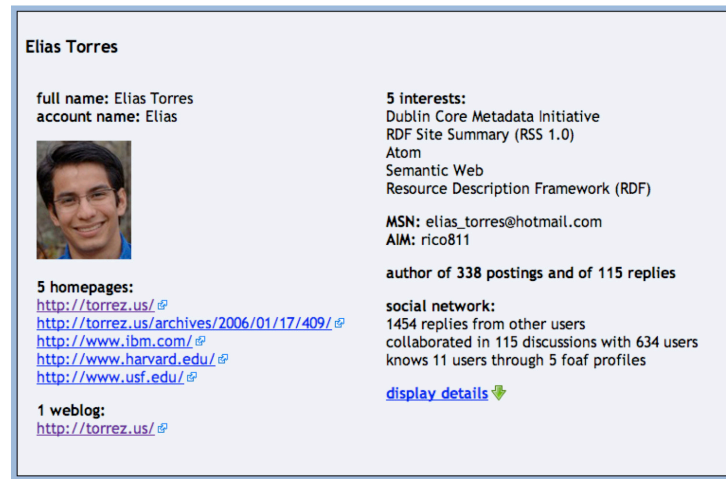 Elias Torres
full name: Elias Torres
account name: Elias
5 homepages:
http://torrez.us/
http://torrez.us/archives/2006/01/17/409/
http://www.ibm.com/
http://www.harvard.edu/
http://www.usf.edu/
1 weblog:
http://torrez.us/
5 interests:
Dublin Core Metadata Initiative
RDF Site Summary (RSS 1.0)
Atom
Semantic Web
Resource Description Framework (RDF)
MSN: elias_torres@hotmail.com
AIM: rico811
author of 338 postings and of 115 replies
social network:
1454 replies from other users
collaborated in 115 discussions with 634 users
knows 11 users through 5 foaf profiles
display details